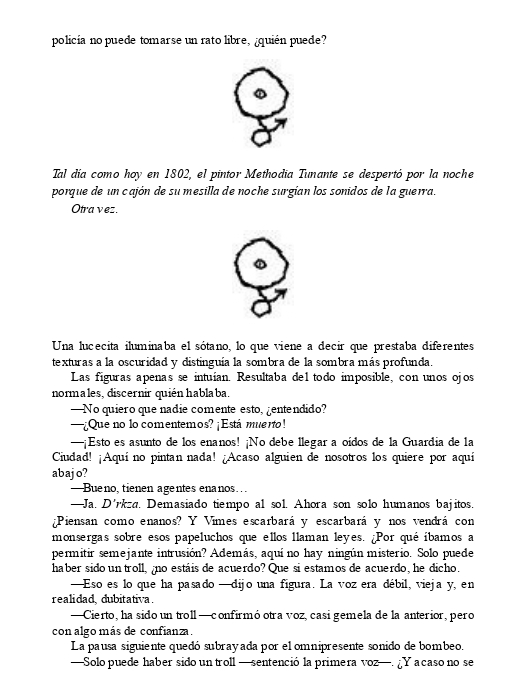 policía no puede tomarse un rato libre, ¿quién puede?
Tal día como hoy en 1802, el pintor Methodia Tunante se despertó por la noche
porque de un cajón de su mesilla de noche surgían los sonidos de la guerra.
Otra vez.
Una lucecita iluminaba el sótano, lo que viene a decir que prestaba diferentes
texturas a la oscuridad y distinguía la sombra de la sombra más profunda.
Las figuras apenas se intuían. Resultaba del todo imposible, con unos ojos
normales, discernir quién hablaba.
—No quiero que nadie comente esto, ¿entendido?
—¿Que no lo comentemos? ¡Está muerto!
—¡Esto es asunto de los enanos! ¡No debe llegar a oídos de la Guardia de la
Ciudad! ¡Aquí no pintan nada! ¿Acaso alguien de nosotros los quiere por aquí
abajo?
—Bueno, tienen agentes enanos…
—Ja. D’rkza. Demasiado tiempo al sol. Ahora son solo humanos bajitos.
¿Piensan como enanos? Y Vimes escarbará y escarbará y nos vendrá con
monsergas sobre esos papeluchos que ellos llaman leyes. ¿Por qué íbamos a
permitir semejante intrusión? Además, aquí no hay ningún misterio. Solo puede
haber sido un troll, ¿no estáis de acuerdo? Que si estamos de acuerdo, he dicho.
—Eso es lo que ha pasado —dijo una figura. La voz era débil, vieja y, en
realidad, dubitativa.
—Cierto, ha sido un troll —confirmó otra voz, casi gemela de la anterior, pero
con algo más de confianza.
La pausa siguiente quedó subrayada por el omnipresente sonido de bombeo.
—Solo puede haber sido un troll —sentenció la primera voz—. ¿Y acaso no se